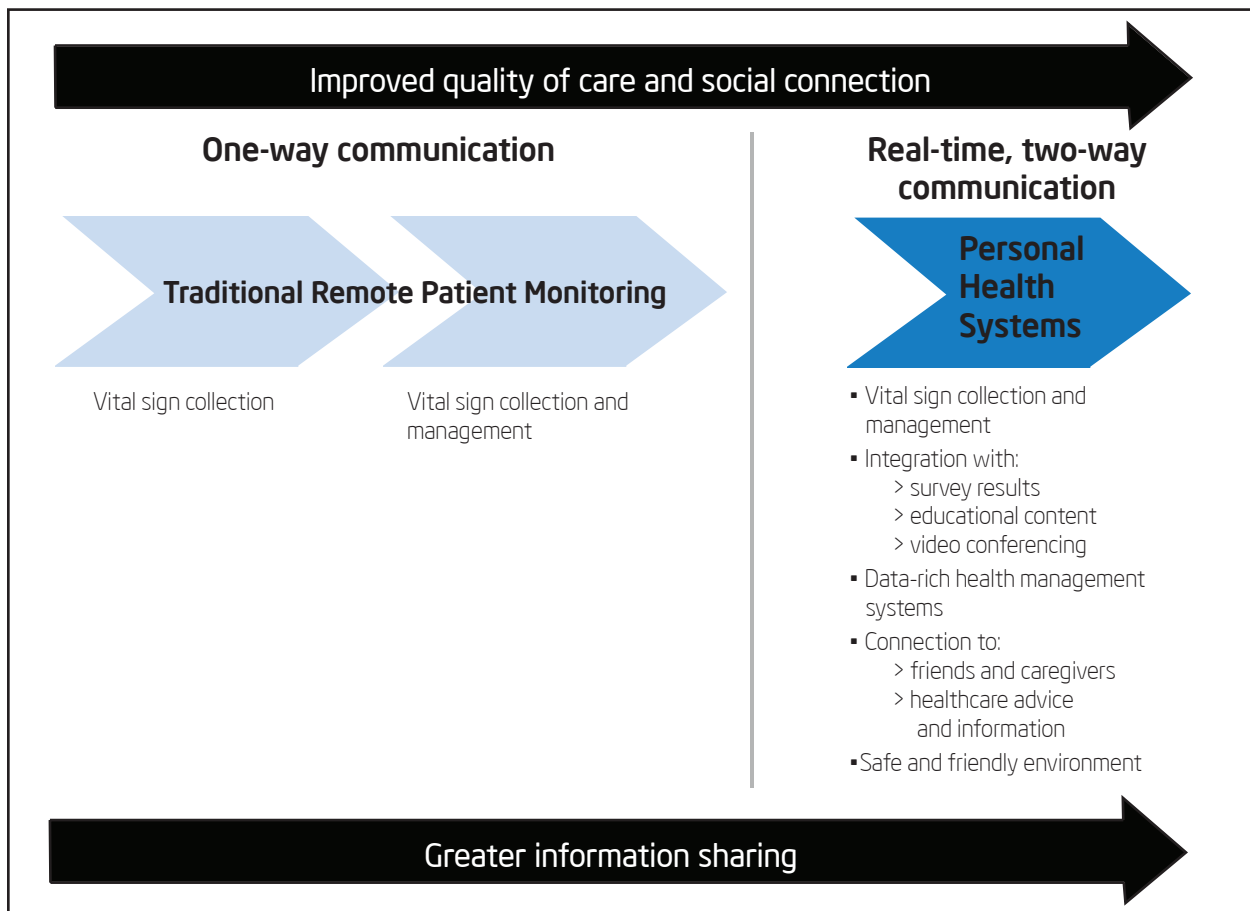 Improved quality of care and social connection
One-way communication
Real-time, two-way
communication
Traditional Remote Patient Monitoring
Personal
Health
Systems
Vital sign collection
Vital sign collection and
management
▪ Vital sign collection and
management
▪ Integration with:
> survey results
> educational content
> video conferencing
▪ Data-rich health management
systems
▪ Connection to:
> friends and caregivers
> healthcare advice
and information
▪Safe and friendly environment
Greater information sharing